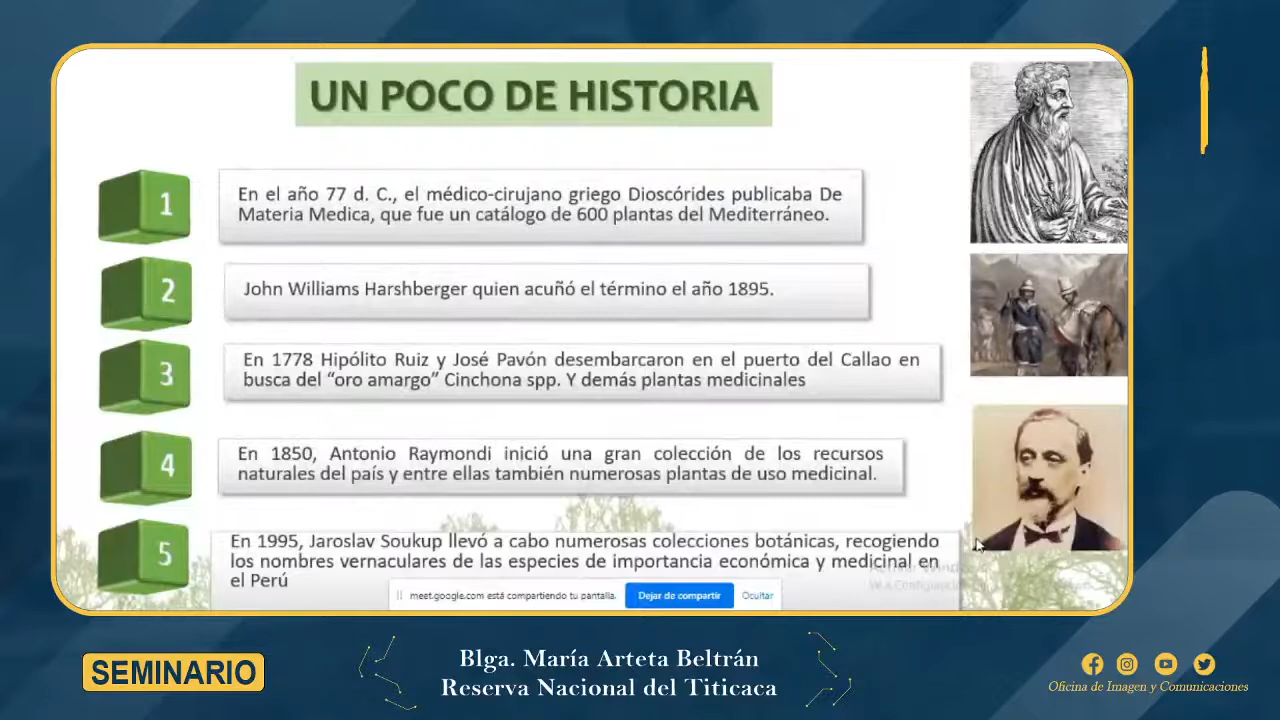 UN POCO DE HISTORIA
1
En el año 77 d. C., el médico-cirujano griego Dioscórides publicaba De
Materia Medica, que fue un catálogo de 600 plantas del Mediterráneo.
2
John Williams Harshberger quien acuñó el término el año 1895.
3
En 1778 Hipólito Ruiz y José Pavón desembarcaron en el puerto del Callao en
busca del “oro amargo” Cinchona spp. Y demás plantas medicinales
4
En 1850, Antonio Raymondi inició una gran colección de los recursos
naturales del país y entre ellas también numerosas plantas de uso medicinal.
5
En 1995, Jaroslav Soukup llevó a cabo numerosas colecciones botánicas, recogiendo
los nombres vernaculares de las especies de importancia económica y medicinal en
el Perú
meet.google.com está compartiendo tu pantalla.
Dejar de compartir
Ocultar
SEMINARIO
Blga. María Arteta Beltrán
Reserva Nacional del Titicaca
Oficina de Imagen y Comunicaciones